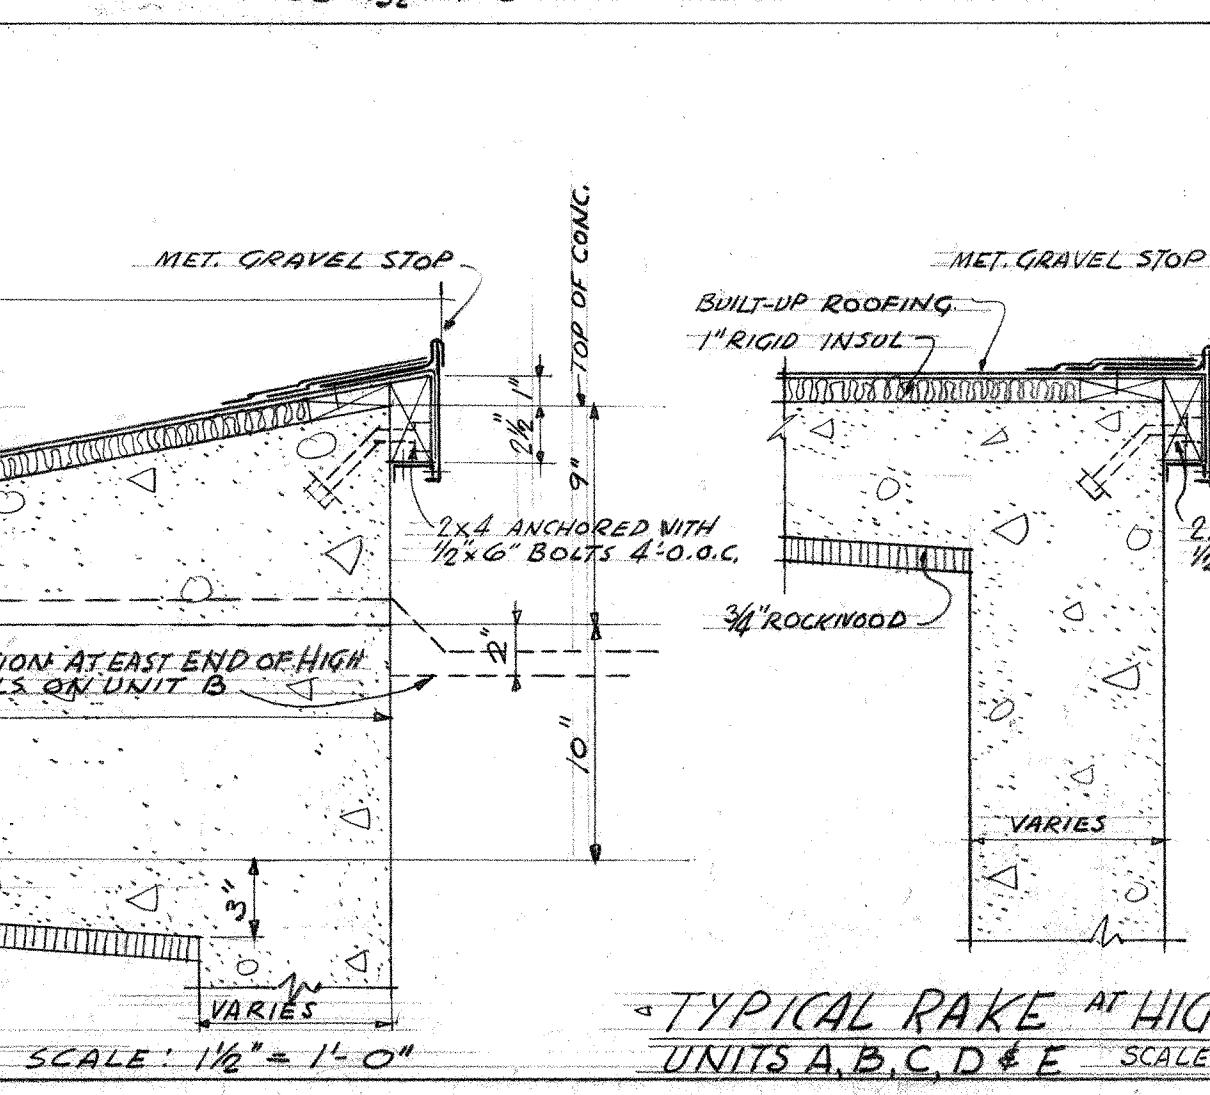 MET. GRAVEL STOP
TOP OF CONC.
1"
2½"
9"
2x4 ANCHORED WITH
½"x6" BOLTS 4'-0. O.C.
2"
AT EAST END OF HIGH
ON UNIT B
10"
3"
VARIES
SCALE: 1½" = 1'-0"
MET. GRAVEL STOP
BUILT-UP ROOFING
1" RIGID INSUL
¾" ROCKWOOD
VARIES
TYPICAL RAKE AT
UNITS A, B, C, D & E SCALE